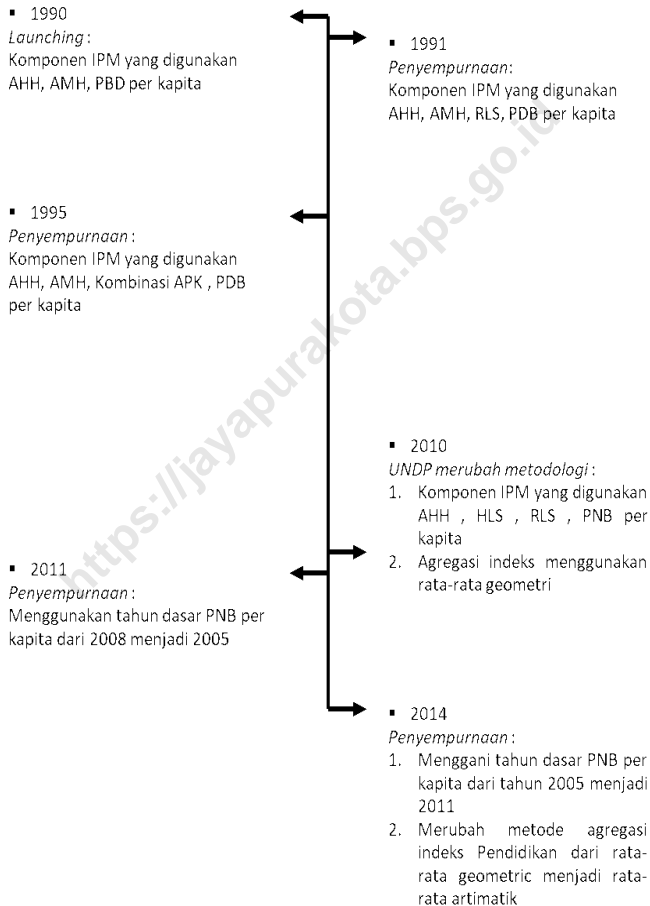 ▪ 1990
Launching :
Komponen IPM yang digunakan
AHH, AMH, PBD per kapita
▪ 1991
Penyempurnaan:
Komponen IPM yang digunakan
AHH, AMH, RLS, PDB per kapita
▪ 1995
Penyempurnaan :
Komponen IPM yang digunakan
AHH, AMH, Kombinasi APK , PDB
per kapita
▪ 2010
UNDP merubah metodologi :
1. Komponen IPM yang digunakan
AHH , HLS , RLS , PNB per
kapita
2. Agregasi indeks menggunakan
rata-rata geometri
▪ 2011
Penyempurnaan :
Menggunakan tahun dasar PNB per
kapita dari 2008 menjadi 2005
▪ 2014
Penyempurnaan :
1. Menggani tahun dasar PNB per
kapita dari tahun 2005 menjadi
2011
2. Merubah metode agregasi
indeks Pendidikan dari rata-
rata geometric menjadi rata-
rata artimatik
https://jayapurakota.bps.go.id